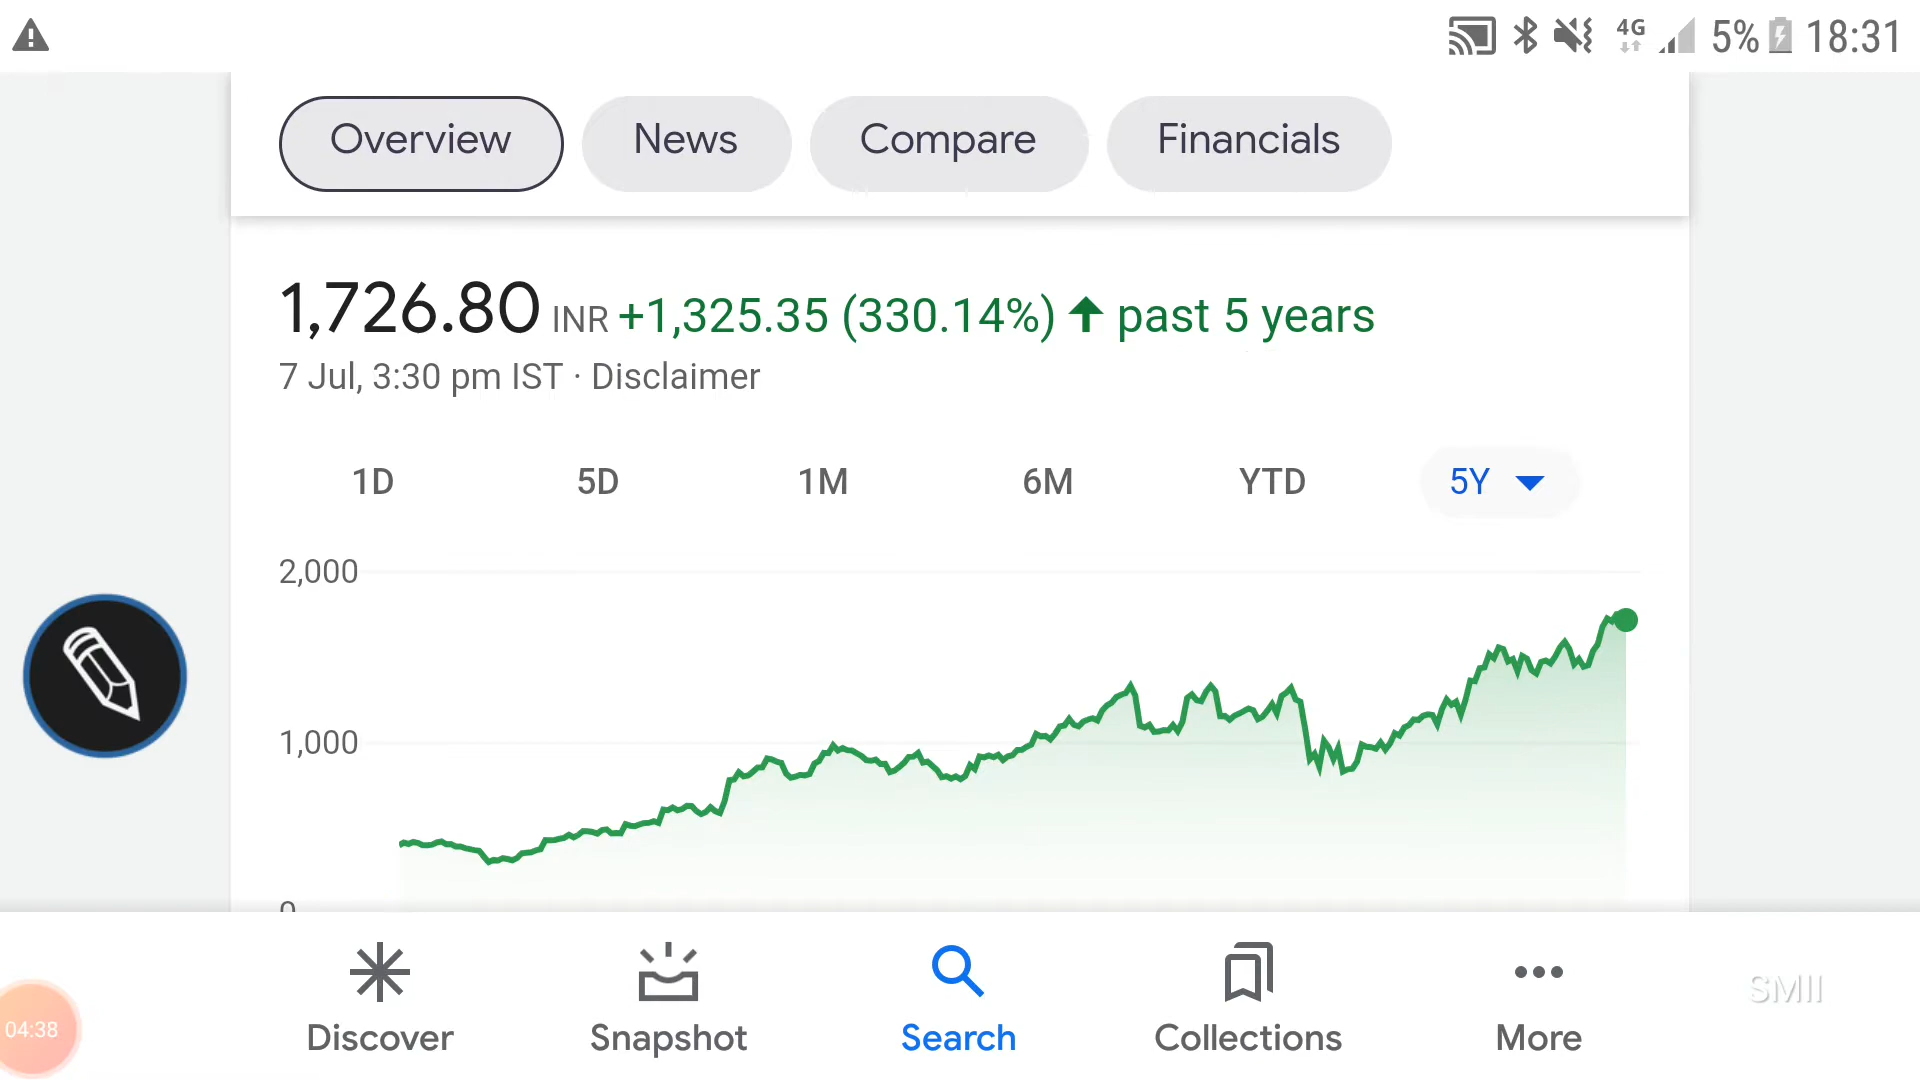 4G 5% 18:31
Overview News Compare Financials
1,726.80 INR +1,325.35 (330.14%) ↑ past 5 years
7 Jul, 3:30 pm IST · Disclaimer
1D 5D 1M 6M YTD 5Y
2,000
1,000
0
Discover Snapshot Search Collections More
SMII
04:38